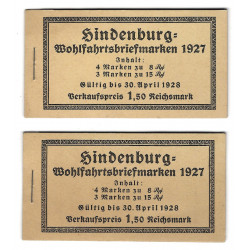 Hindenburg=
Wohlfahrtsbriefmarken 1927
Inhalt:
4 Marken zu 8 Rpf
3 Marken zu 15 Rpf
Gültig bis 30. April 1928
Verkaufspreis 1,50 Reichsmark
Hindenburg=
Wohlfahrtsbriefmarken 1927
Inhalt:
4 Marken zu 8 Rpf
3 Marken zu 15 Rpf
Gültig bis 30. April 1928
Verkaufspreis 1,50 Reichsmark